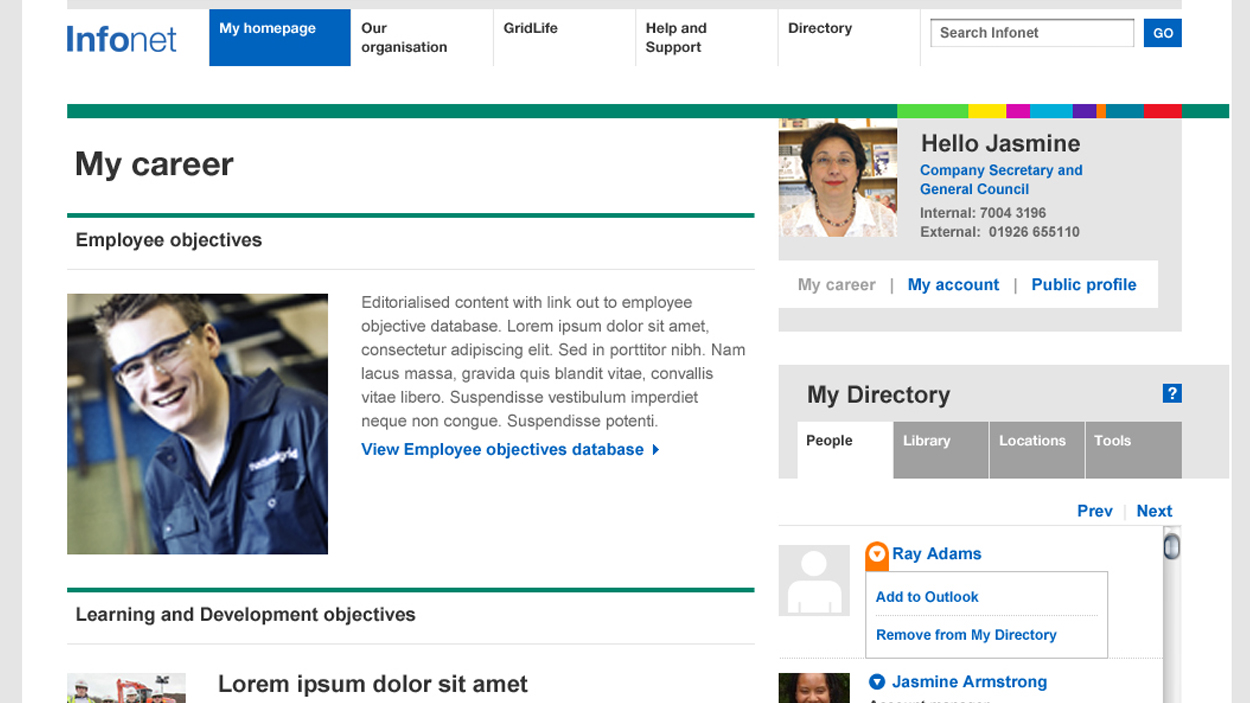 Infonet
My homepage
Our
organisation
GridLife
Help and
Support
Directory
Search Infonet
GO
My career
Employee objectives
Editorialised content with link out to employee
objective database. Lorem ipsum dolor sit amet,
consectetur adipiscing elit. Sed in porttitor nibh. Nam
lacus massa, gravida quis blandit vitae, convallis
vitae libero. Suspendisse vestibulum imperdiet
neque non congue. Suspendisse potenti.
View Employee objectives database
Learning and Development objectives
Lorem ipsum dolor sit amet
Hello Jasmine
Company Secretary and
General Council
Internal: 7004 3196
External: 01926 655110
My career | My account | Public profile
My Directory
?
People
Library
Locations
Tools
Prev | Next
Ray Adams
Add to Outlook
Remove from My Directory
Jasmine Armstrong
Account manager